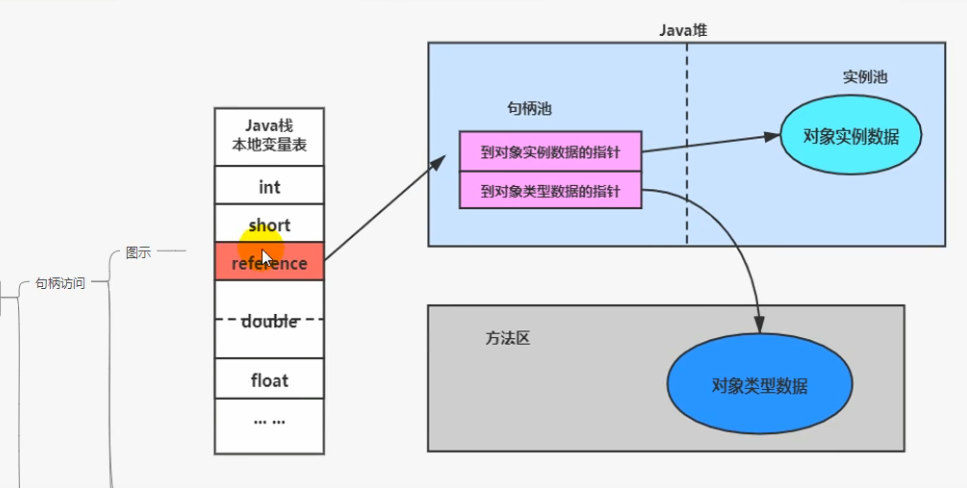 Java堆
实例池
句柄池
Java栈
本地变量表
到对象实例数据的指针
对象实例数据
int
到对象类型数据的指针
short
图示
reference
句柄访问
double
方法区
float
对象类型数据
... ...